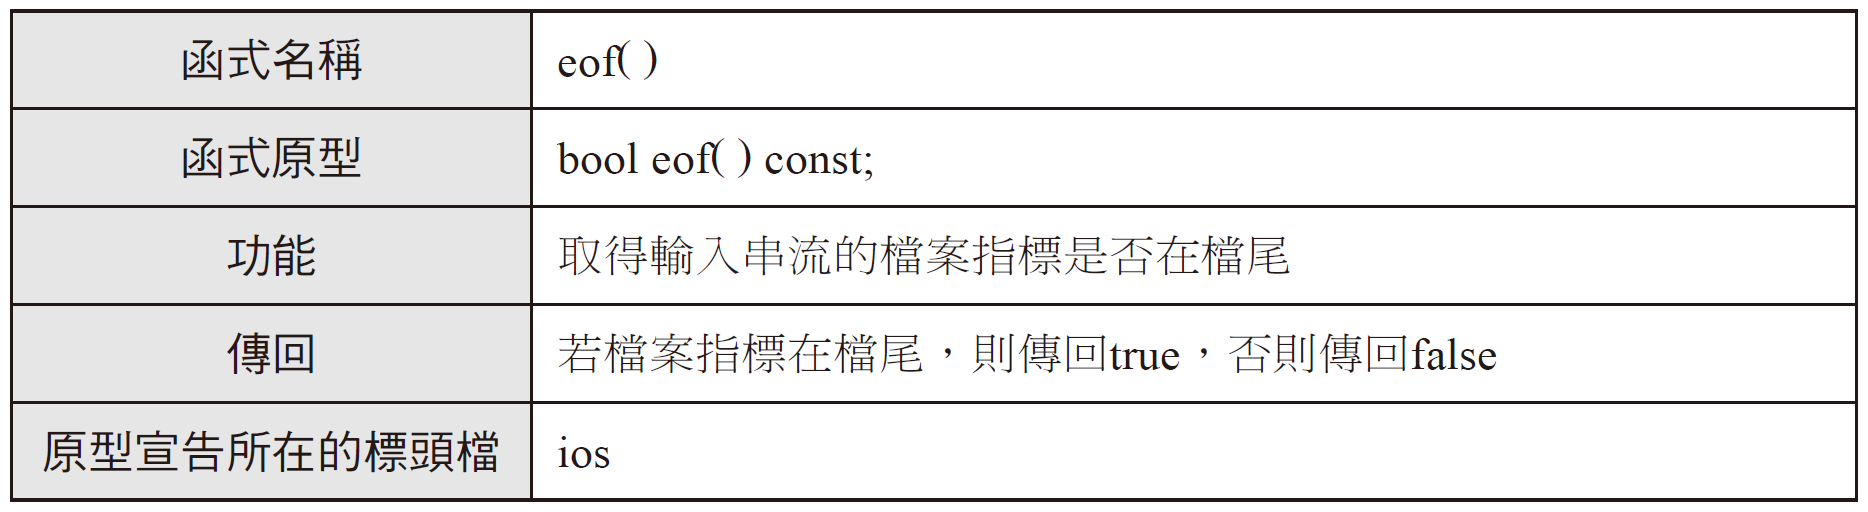 函式名稱 eof( )
函式原型 bool eof( ) const;
功能 取得輸入串流的檔案指標是否在檔尾
傳回 若檔案指標在檔尾，則傳回true，否則傳回false
原型宣告所在的標頭檔 ios